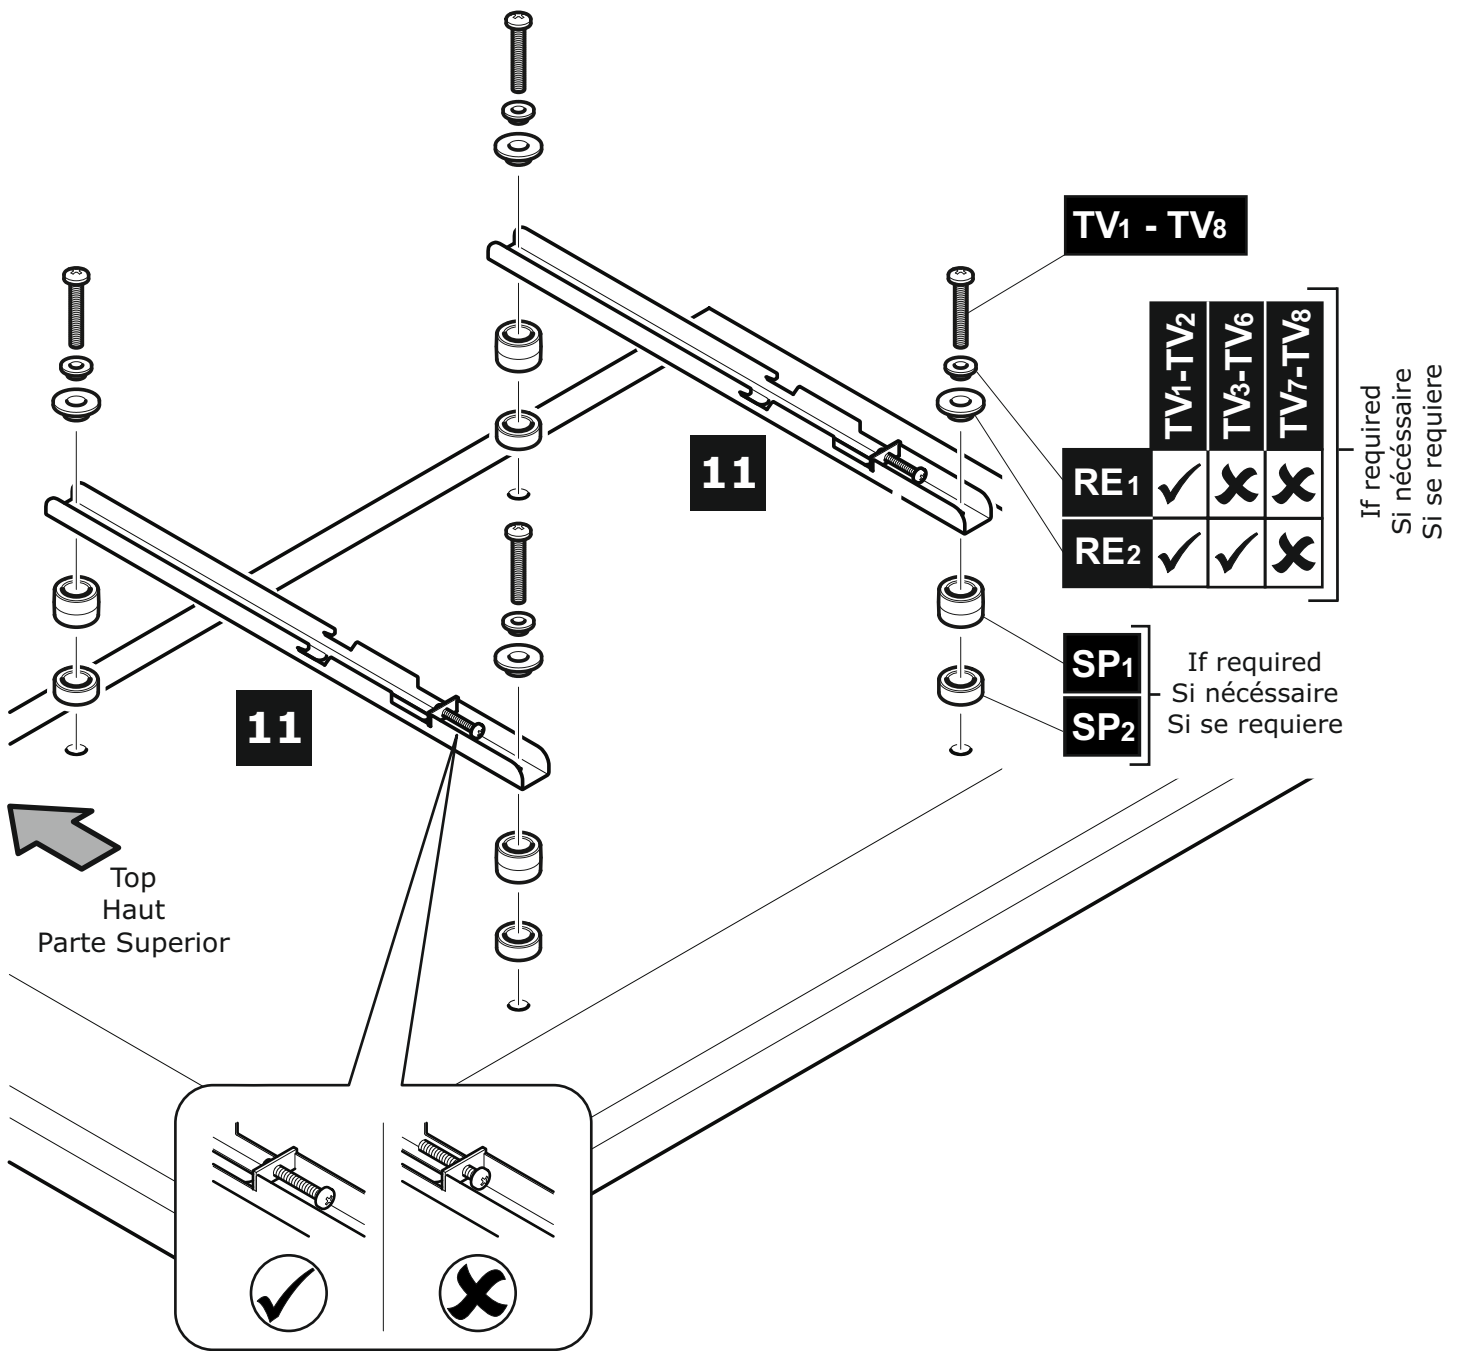 TV1 - TV8
TV1-TV2
TV3-TV6
TV7-TV8
RE1
RE2
If required
Si nécéssaire
Si se requiere
11
SP1
SP2
If required
Si nécéssaire
Si se requiere
11
Top
Haut
Parte Superior